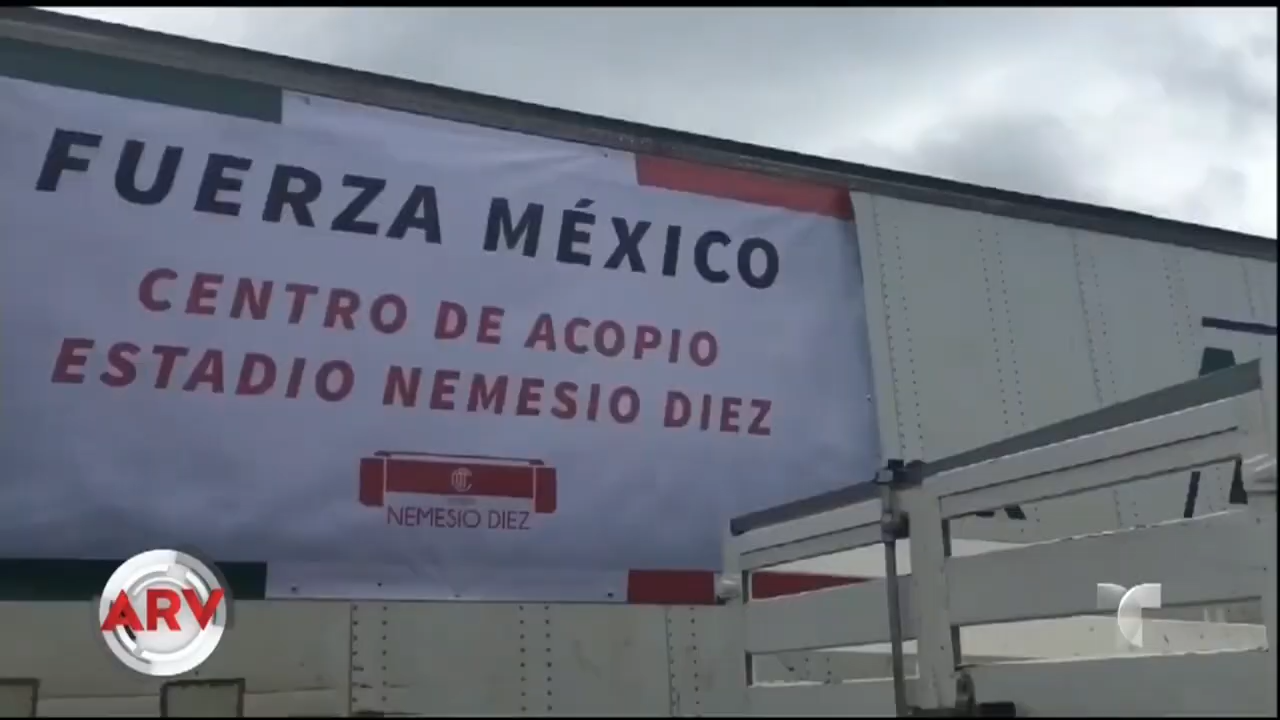 FUERZA MÉXICO
CENTRO DE ACOPIO
ESTADIO NEMESIO DIEZ
NEMESIO DIEZ
ARV